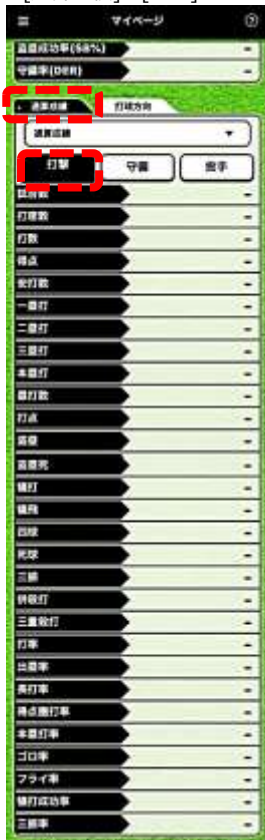 マイページ
盗塁成功率(SB%)
守備率(DER)
通算成績 打球方向
通算成績
打撃 守備 投手
試合数
打席数
打数
得点
安打数
一塁打
二塁打
三塁打
本塁打
塁打数
打点
盗塁
盗塁死
犠打
犠飛
四球
死球
三振
併殺打
三重殺打
打率
出塁率
長打率
得点圏打率
本塁打率
ゴロ率
フライ率
犠打成功率
三振率